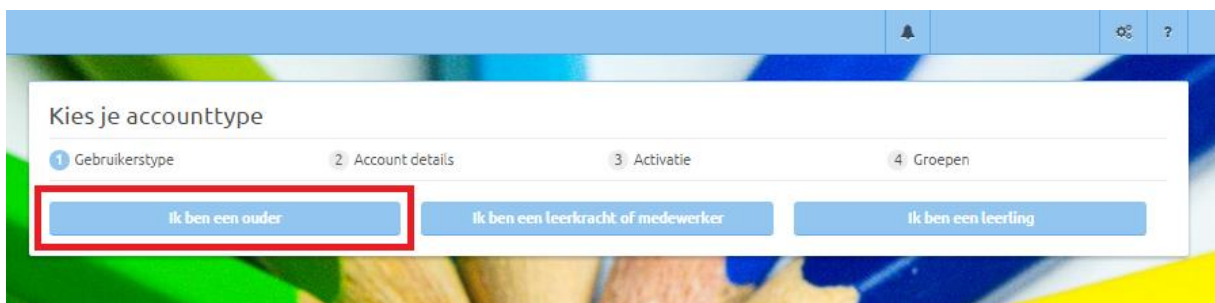 ?
Kies je accounttype
1 Gebruikerstype 2 Account details 3 Activatie 4 Groepen
Ik ben een ouder Ik ben een leerkracht of medewerker Ik ben een leerling